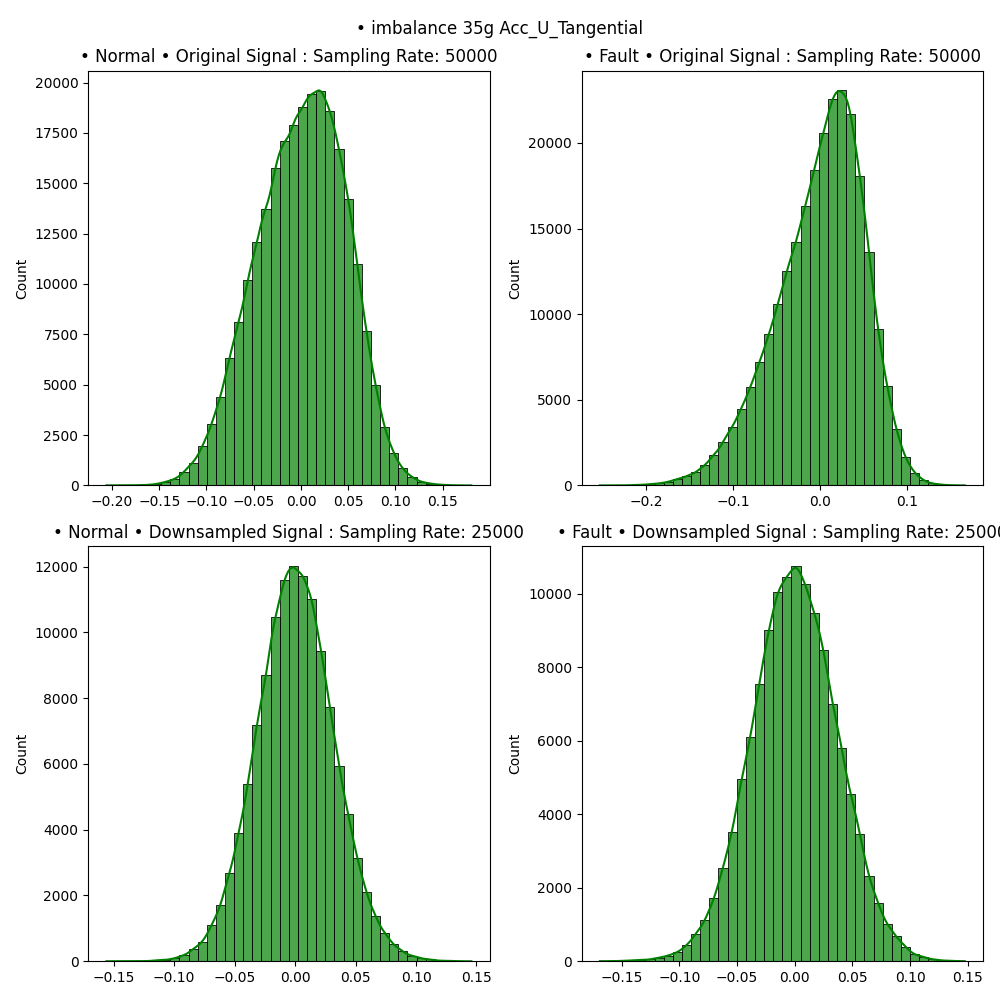 • imbalance 35g Acc_U_Tangential
• Normal • Original Signal : Sampling Rate: 50000
• Fault • Original Signal : Sampling Rate: 50000
20000
17500
15000
12500
10000
7500
5000
2500
0
Count
−0.20 −0.15 −0.10 −0.05 0.00 0.05 0.10 0.15
20000
15000
10000
5000
0
Count
−0.2 −0.1 0.0 0.1
• Normal • Downsampled Signal : Sampling Rate: 25000
• Fault • Downsampled Signal : Sampling Rate: 25000
12000
10000
8000
6000
4000
2000
0
Count
−0.15 −0.10 −0.05 0.00 0.05 0.10 0.15
10000
8000
6000
4000
2000
0
Count
−0.15 −0.10 −0.05 0.00 0.05 0.10 0.15